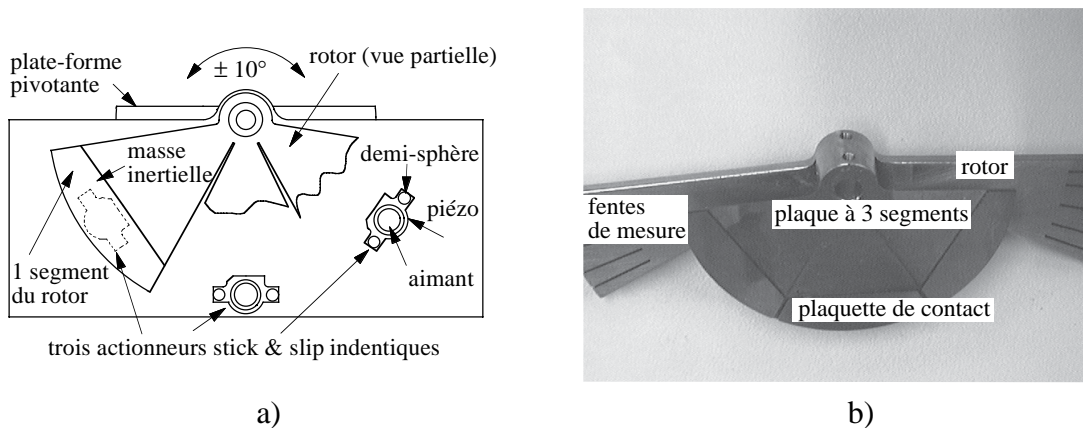 plate-forme
pivotante
± 10°
rotor (vue partielle)
masse
inertielle
demi-sphère
piézo
aimant
1 segment
du rotor
trois actionneurs stick & slip indentiques
a)
rotor
fentes
de mesure
plaque à 3 segments
plaquette de contact
b)